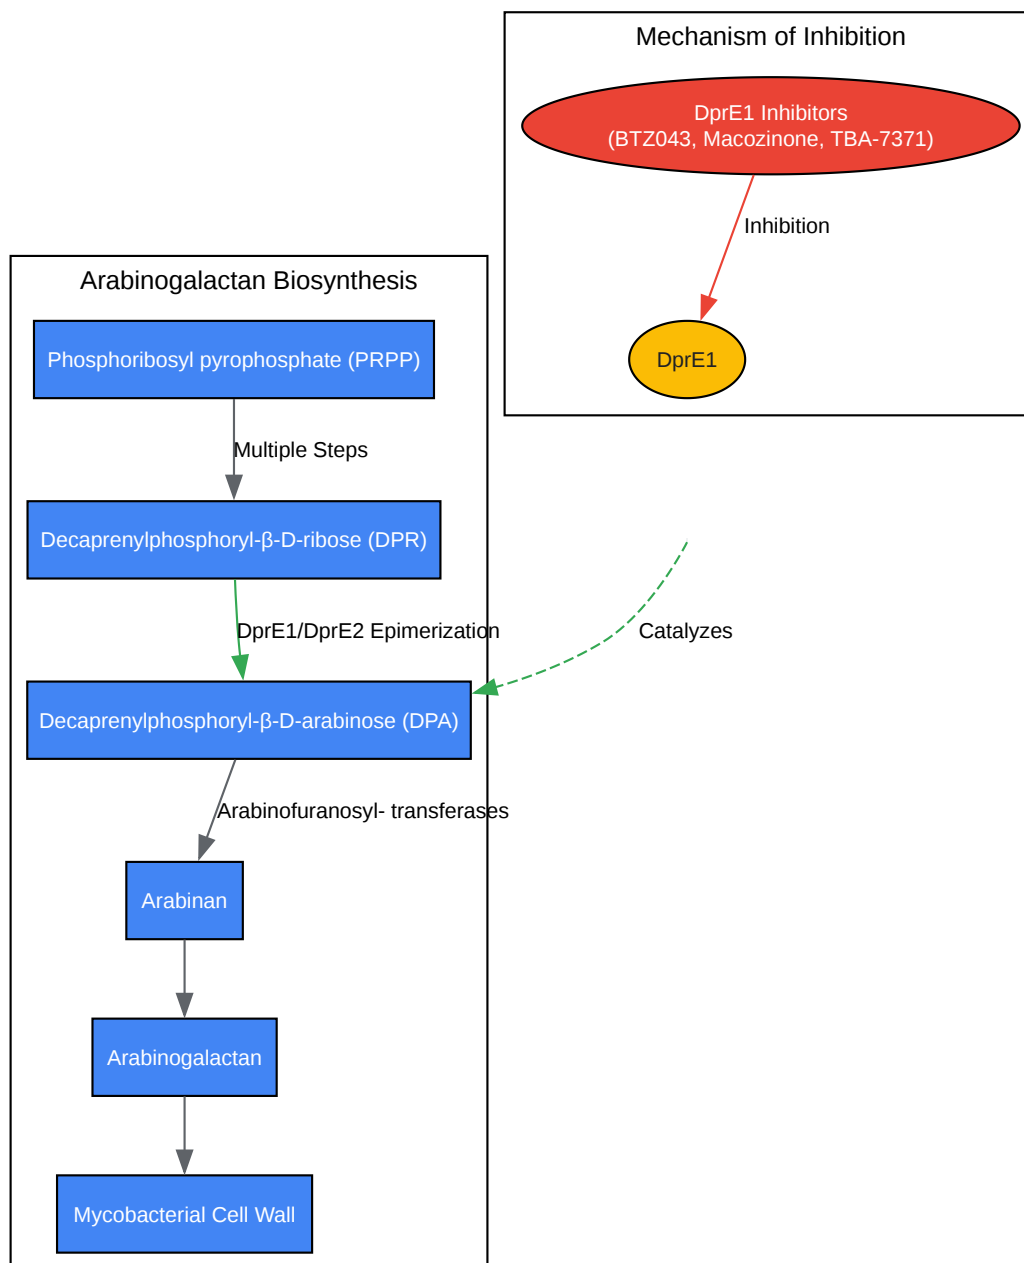 Mechanism of Inhibition
DprE1 Inhibitors
(BTZ043, Macozinone, TBA-7371)
Inhibition
DprE1
Arabinogalactan Biosynthesis
Phosphoribosyl pyrophosphate (PRPP)
Multiple Steps
Decaprenylphosphoryl-β-D-ribose (DPR)
DprE1/DprE2 Epimerization
Catalyzes
Decaprenylphosphoryl-β-D-arabinose (DPA)
Arabinofuranosyl- transferases
Arabinan
Arabinogalactan
Mycobacterial Cell Wall